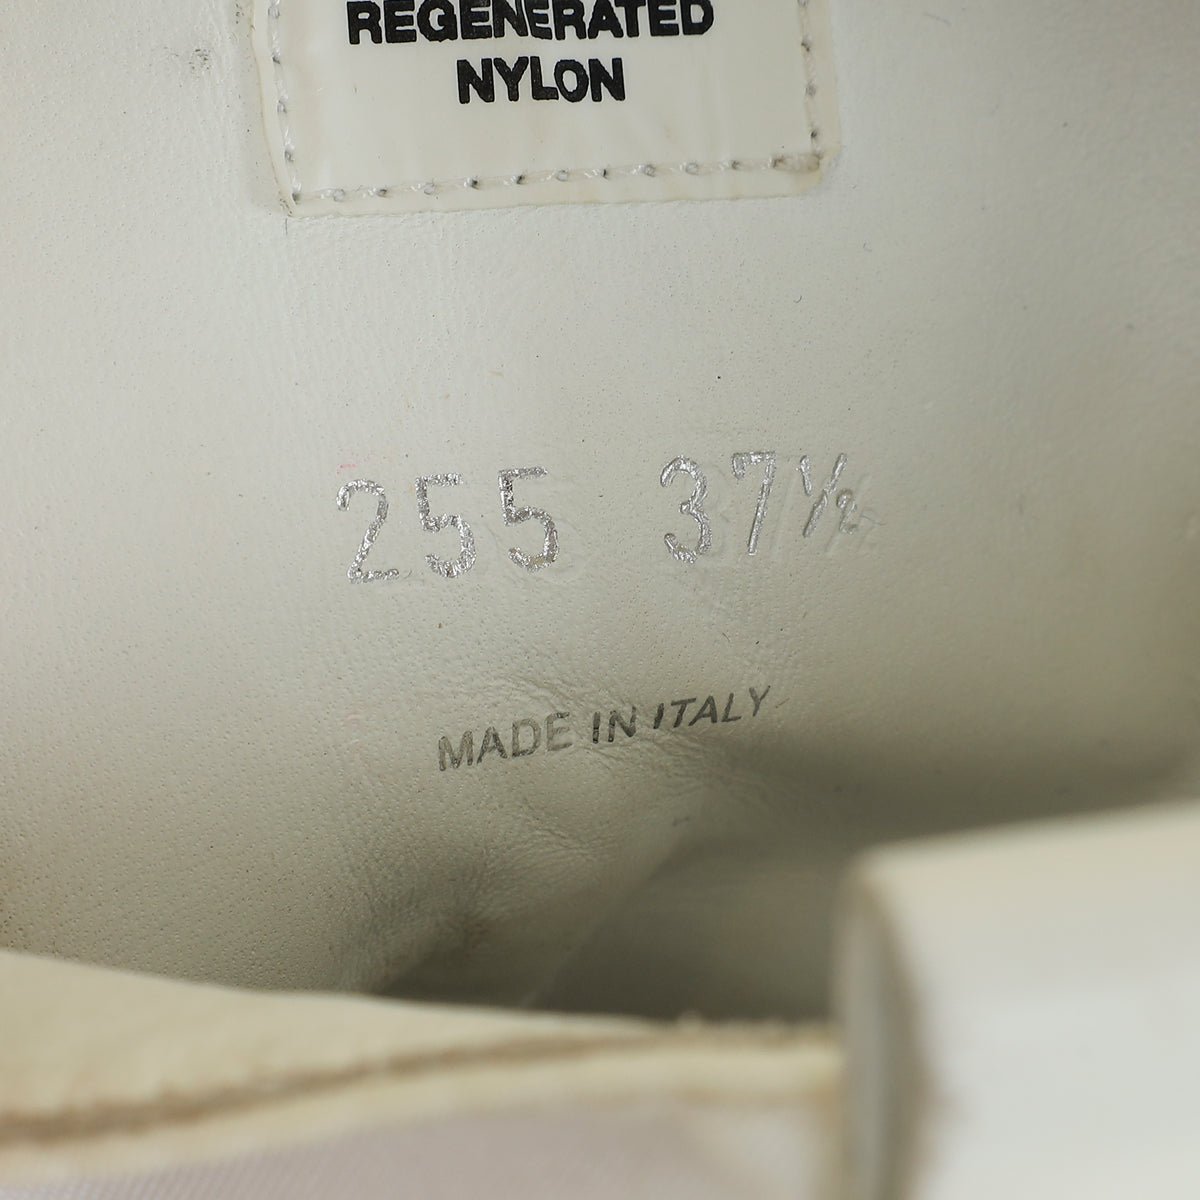 REGENERATED
NYLON
255 37½
MADE IN ITALY